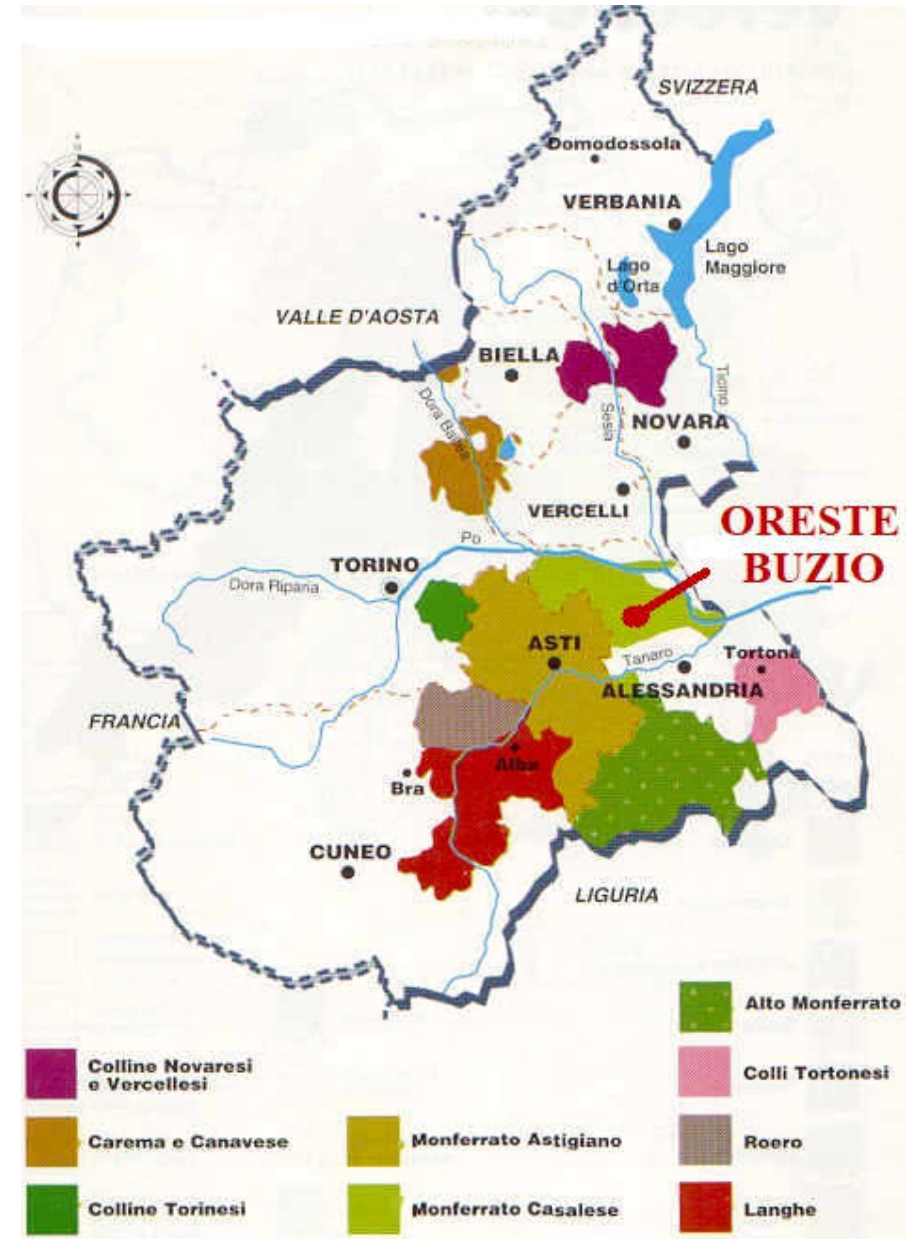 SVIZZERA
Domodossola
VERBANIA
Lago
Maggiore
Lago
d'Orta
VALLE D'AOSTA
BIELLA
Ticino
Dora Baltea
Sesia
NOVARA
VERCELLI
ORESTE
BUZIO
Po
TORINO
Dora Riparia
ASTI
Tanaro
Tortona
ALESSANDRIA
FRANCIA
Alba
Bra
CUNEO
LIGURIA
Alto Monferrato
Colline Novaresi
e Vercellesi
Colli Tortonesi
Carema e Canavese
Monferrato Astigiano
Roero
Colline Torinesi
Monferrato Casalese
Langhe